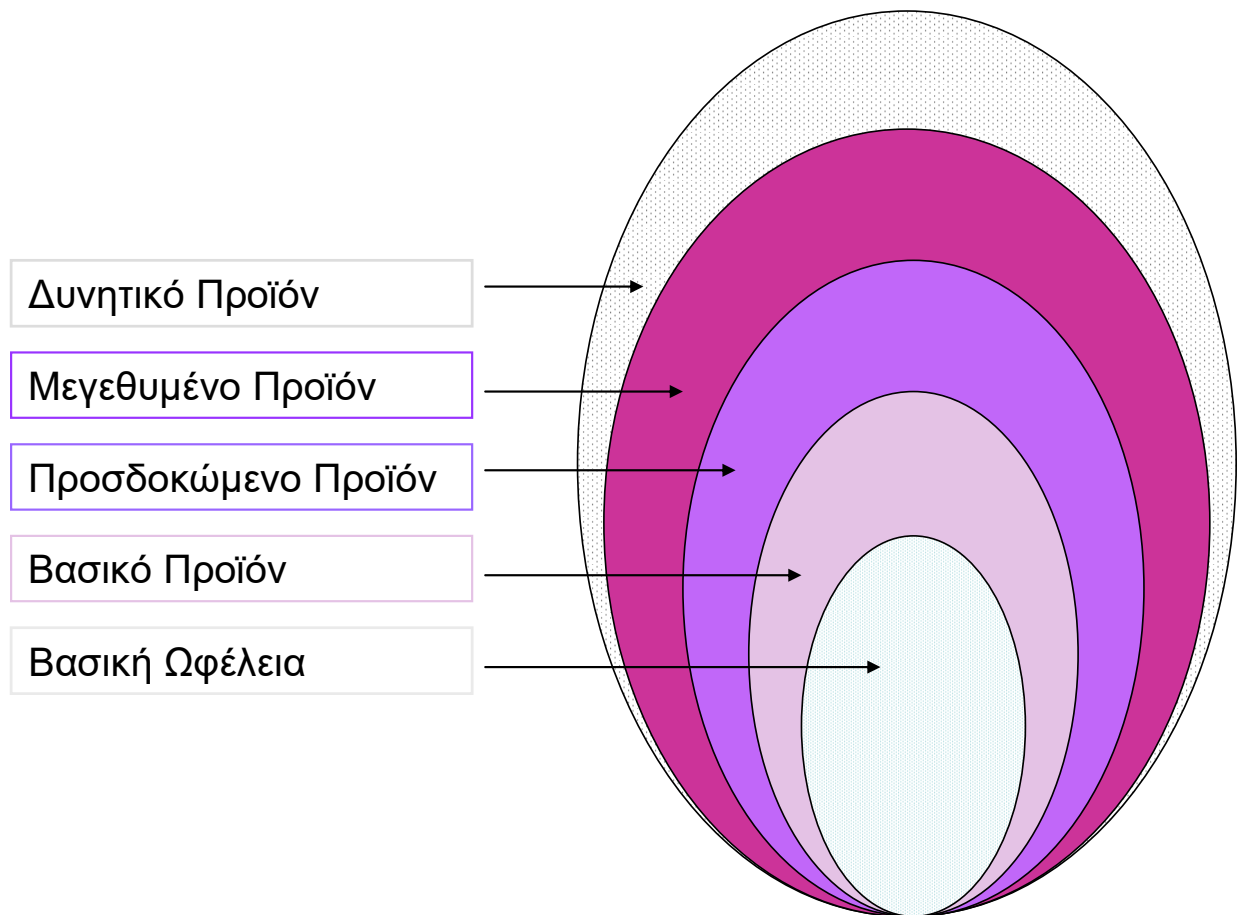 Δυνητικό Προϊόν
Μεγεθυμένο Προϊόν
Προσδοκώμενο Προϊόν
Βασικό Προϊόν
Βασική Ωφέλεια